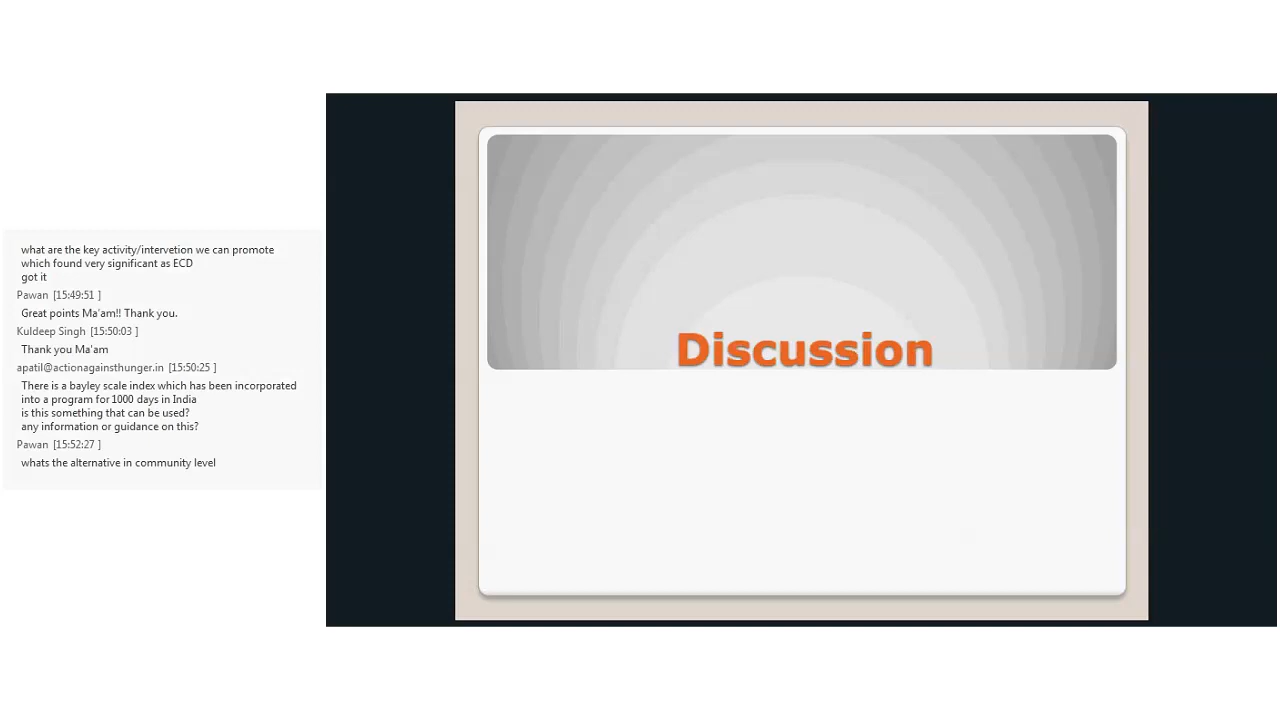 what are the key activity/intervetion we can promote
which found very significant as ECD
got it
Pawan [15:49:51 ]
Great points Ma'am!! Thank you.
Kuldeep Singh [15:50:03 ]
Thank you Ma'am
apatil@actionagainsthunger.in [15:50:25 ]
There is a bayley scale index which has been incorporated
into a program for 1000 days in India
is this something that can be used?
any information or guidance on this?
Pawan [15:52:27 ]
whats the alternative in community level
Discussion